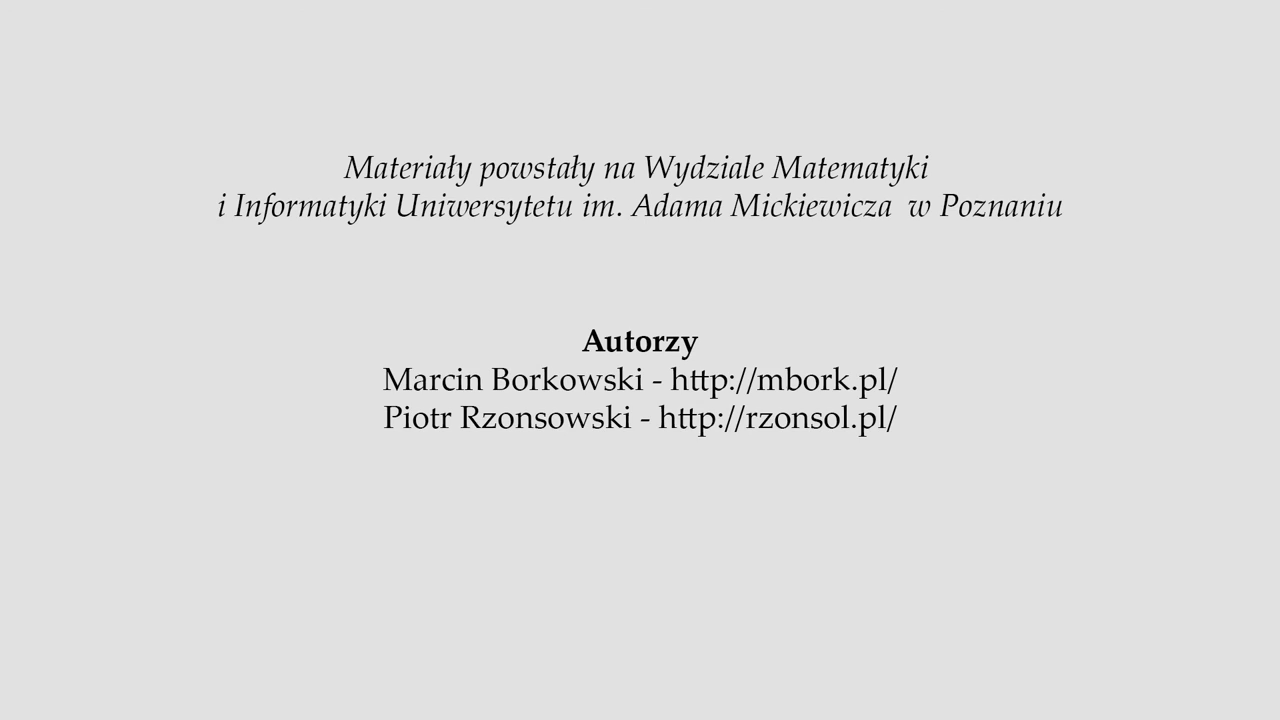 Materiały powstały na Wydziale Matematyki
i Informatyki Uniwersytetu im. Adama Mickiewicza w Poznaniu
Autorzy
Marcin Borkowski - http://mbork.pl/
Piotr Rzonsowski - http://rzonsol.pl/